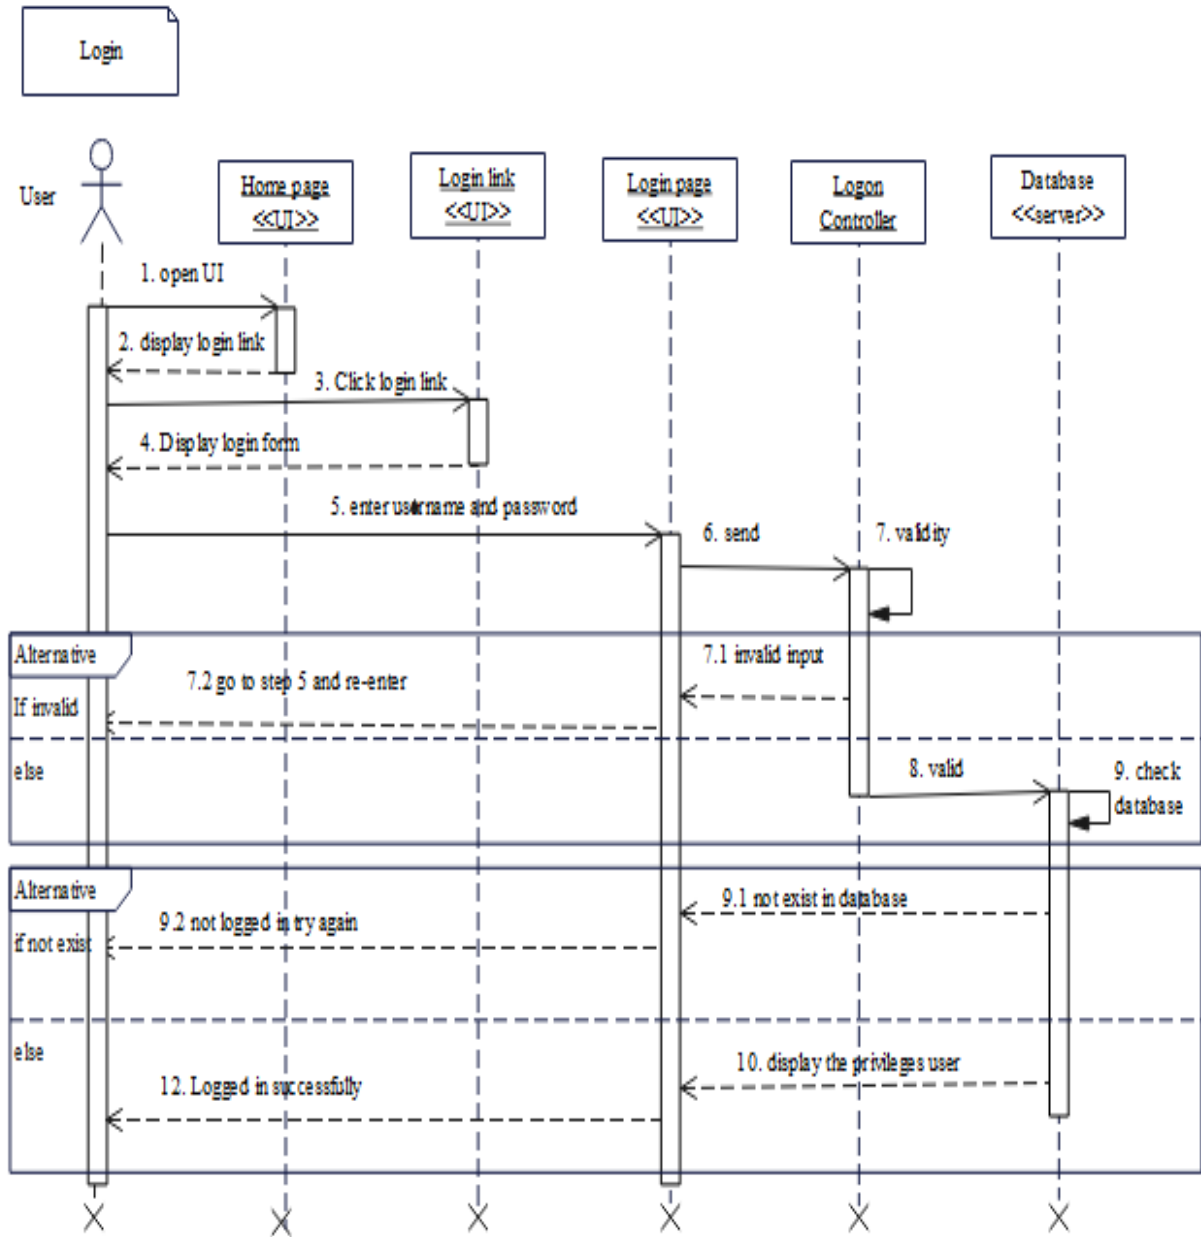 Login
User
Home page
<<UI>>
Login link
<<UI>>
Login page
<<UI>>
Logon
Controller
Database
<<server>>
1. open UI
2. display login link
3. Click login link
4. Display login form
5. enter username and password
6. send
7. validity
Alternative
7.1 invalid input
7.2 go to step 5 and re-enter
If invalid
else
8. valid
9. check
database
Alternative
9.1 not exist in database
9.2 not logged in try again
if not exist
else
10. display the privileges user
12. Logged in successfully